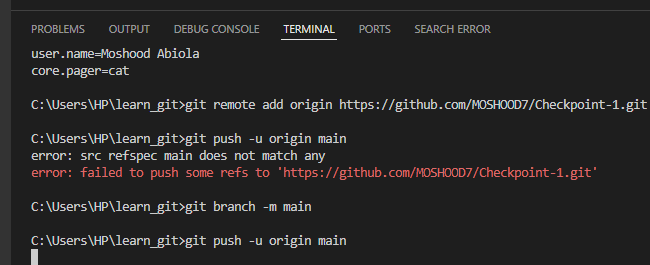 PROBLEMS OUTPUT DEBUG CONSOLE TERMINAL PORTS SEARCH ERROR
user.name=Moshood Abiola
core.pager=cat
C:\Users\HP\learn_git>git remote add origin https://github.com/MOSHOOD7/Checkpoint-1.git
C:\Users\HP\learn_git>git push -u origin main
error: src refspec main does not match any
error: failed to push some refs to 'https://github.com/MOSHOOD7/Checkpoint-1.git'
C:\Users\HP\learn_git>git branch -m main
C:\Users\HP\learn_git>git push -u origin main